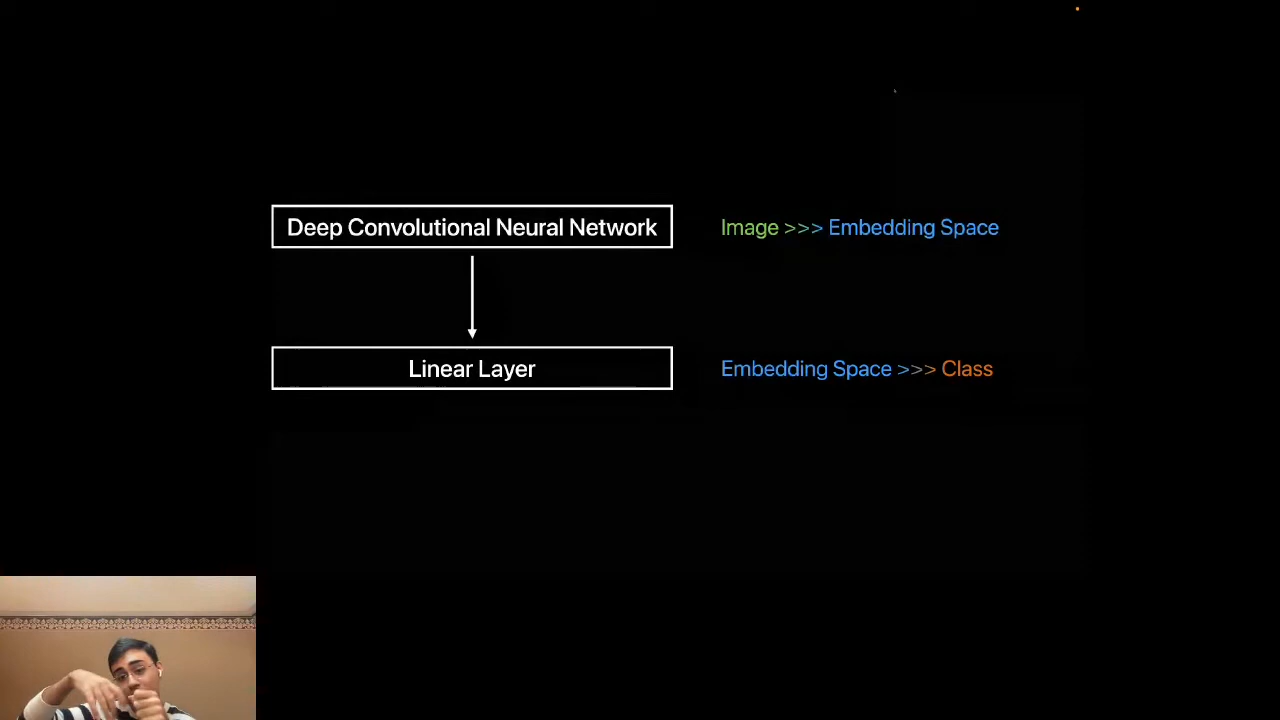 Deep Convolutional Neural Network
Image >>> Embedding Space
Linear Layer
Embedding Space >>> Class